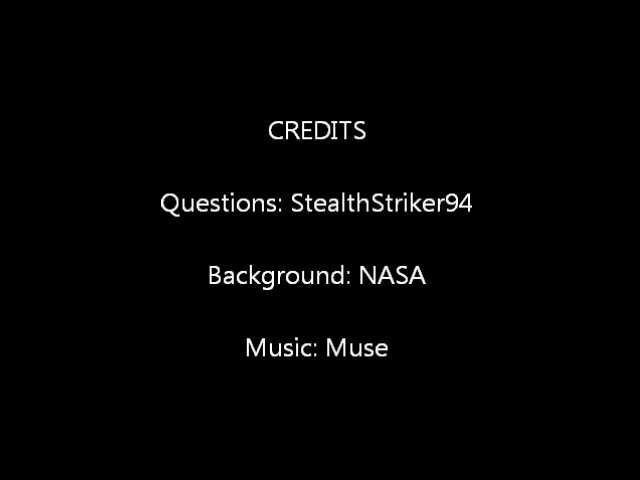 CREDITS
Questions: StealthStriker94
Background: NASA
Music: Muse